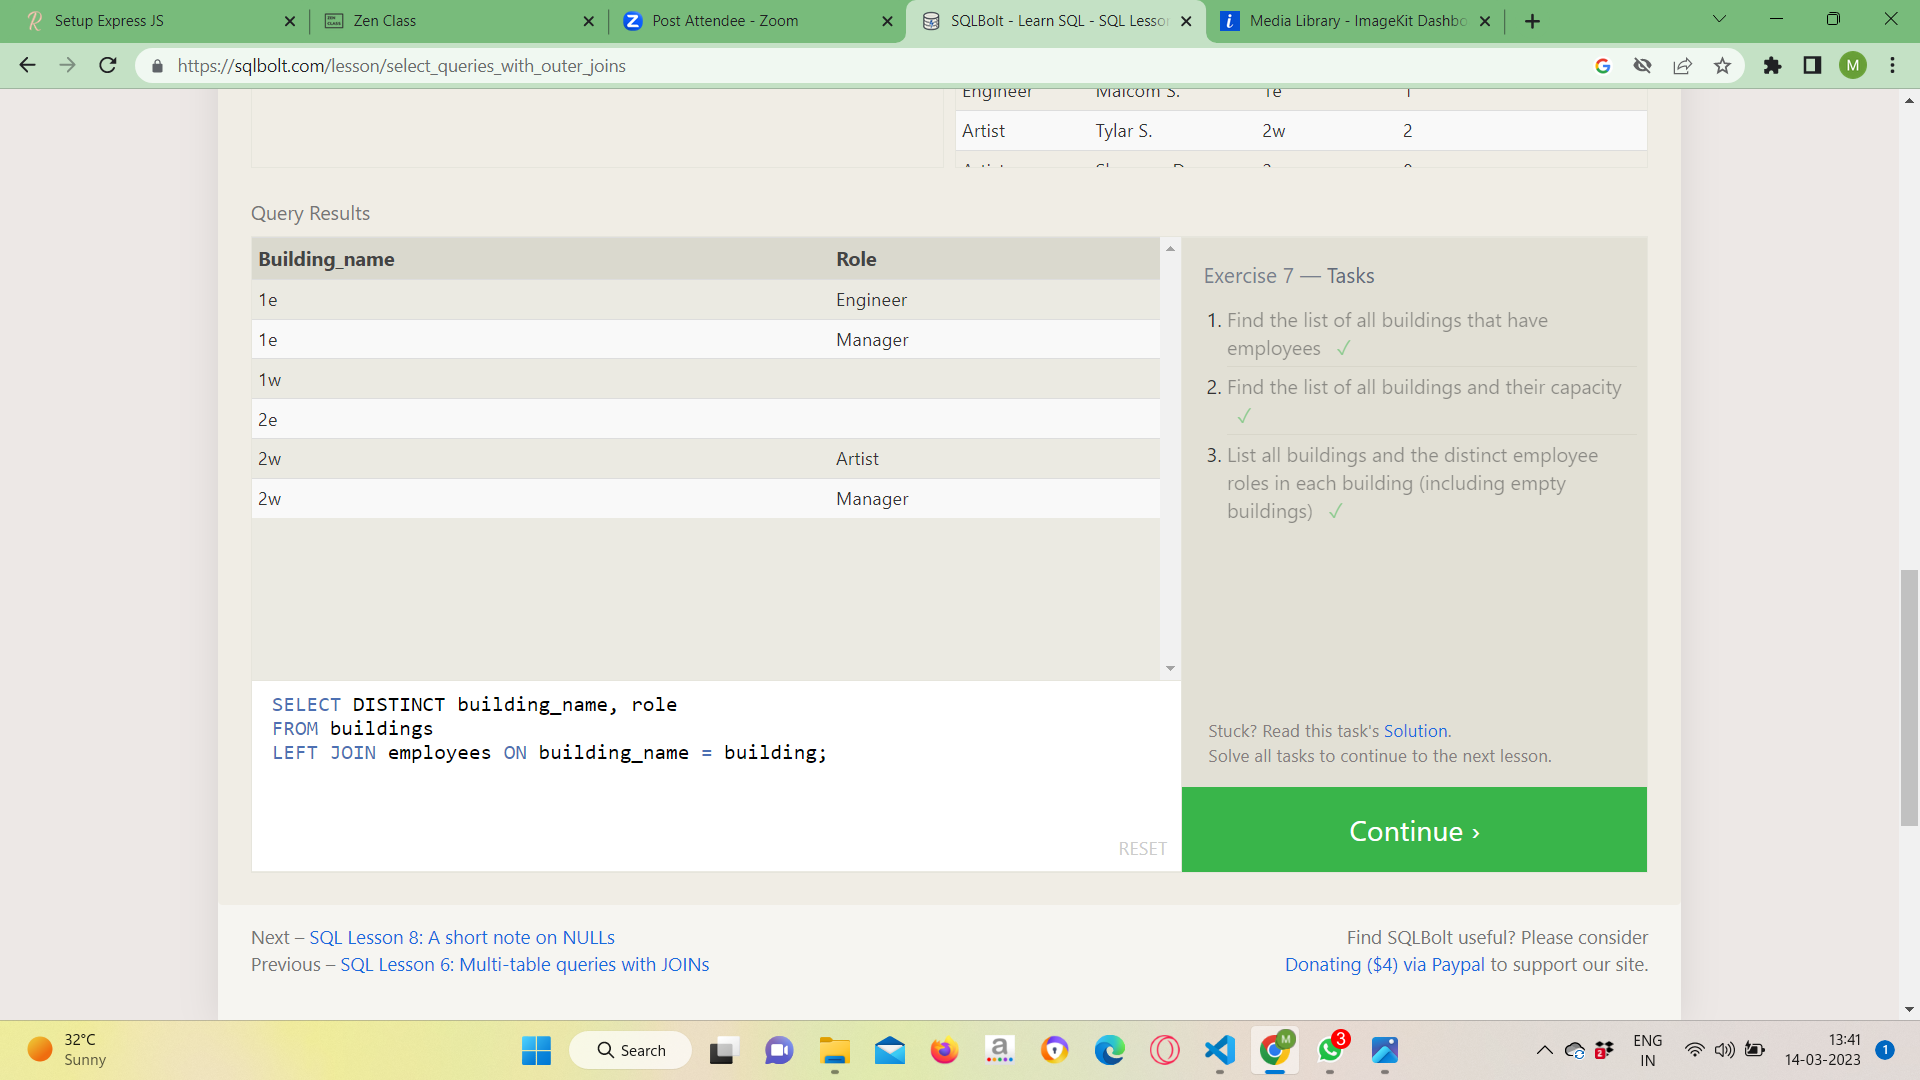 Setup Express JS
Zen Class
Post Attendee - Zoom
SQLBolt - Learn SQL - SQL Lesson
Media Library - ImageKit Dashbo
https://sqlbolt.com/lesson/select_queries_with_outer_joins
M
Engineer Malcom S. 1e 1
Artist Tylar S. 2w 2
Query Results
Building_name Role
1e Engineer
1e Manager
1w
2e
2w Artist
2w Manager
Exercise 7 — Tasks
1. Find the list of all buildings that have
employees ✓
2. Find the list of all buildings and their capacity
✓
3. List all buildings and the distinct employee
roles in each building (including empty
buildings) ✓
SELECT DISTINCT building_name, role
FROM buildings
LEFT JOIN employees ON building_name = building;
RESET
Stuck? Read this task's Solution.
Solve all tasks to continue to the next lesson.
Continue ›
Next – SQL Lesson 8: A short note on NULLs
Previous – SQL Lesson 6: Multi-table queries with JOINs
Find SQLBolt useful? Please consider
Donating ($4) via Paypal to support our site.
32°C
Sunny
Search
3
ENG
IN
13:41
14-03-2023
1